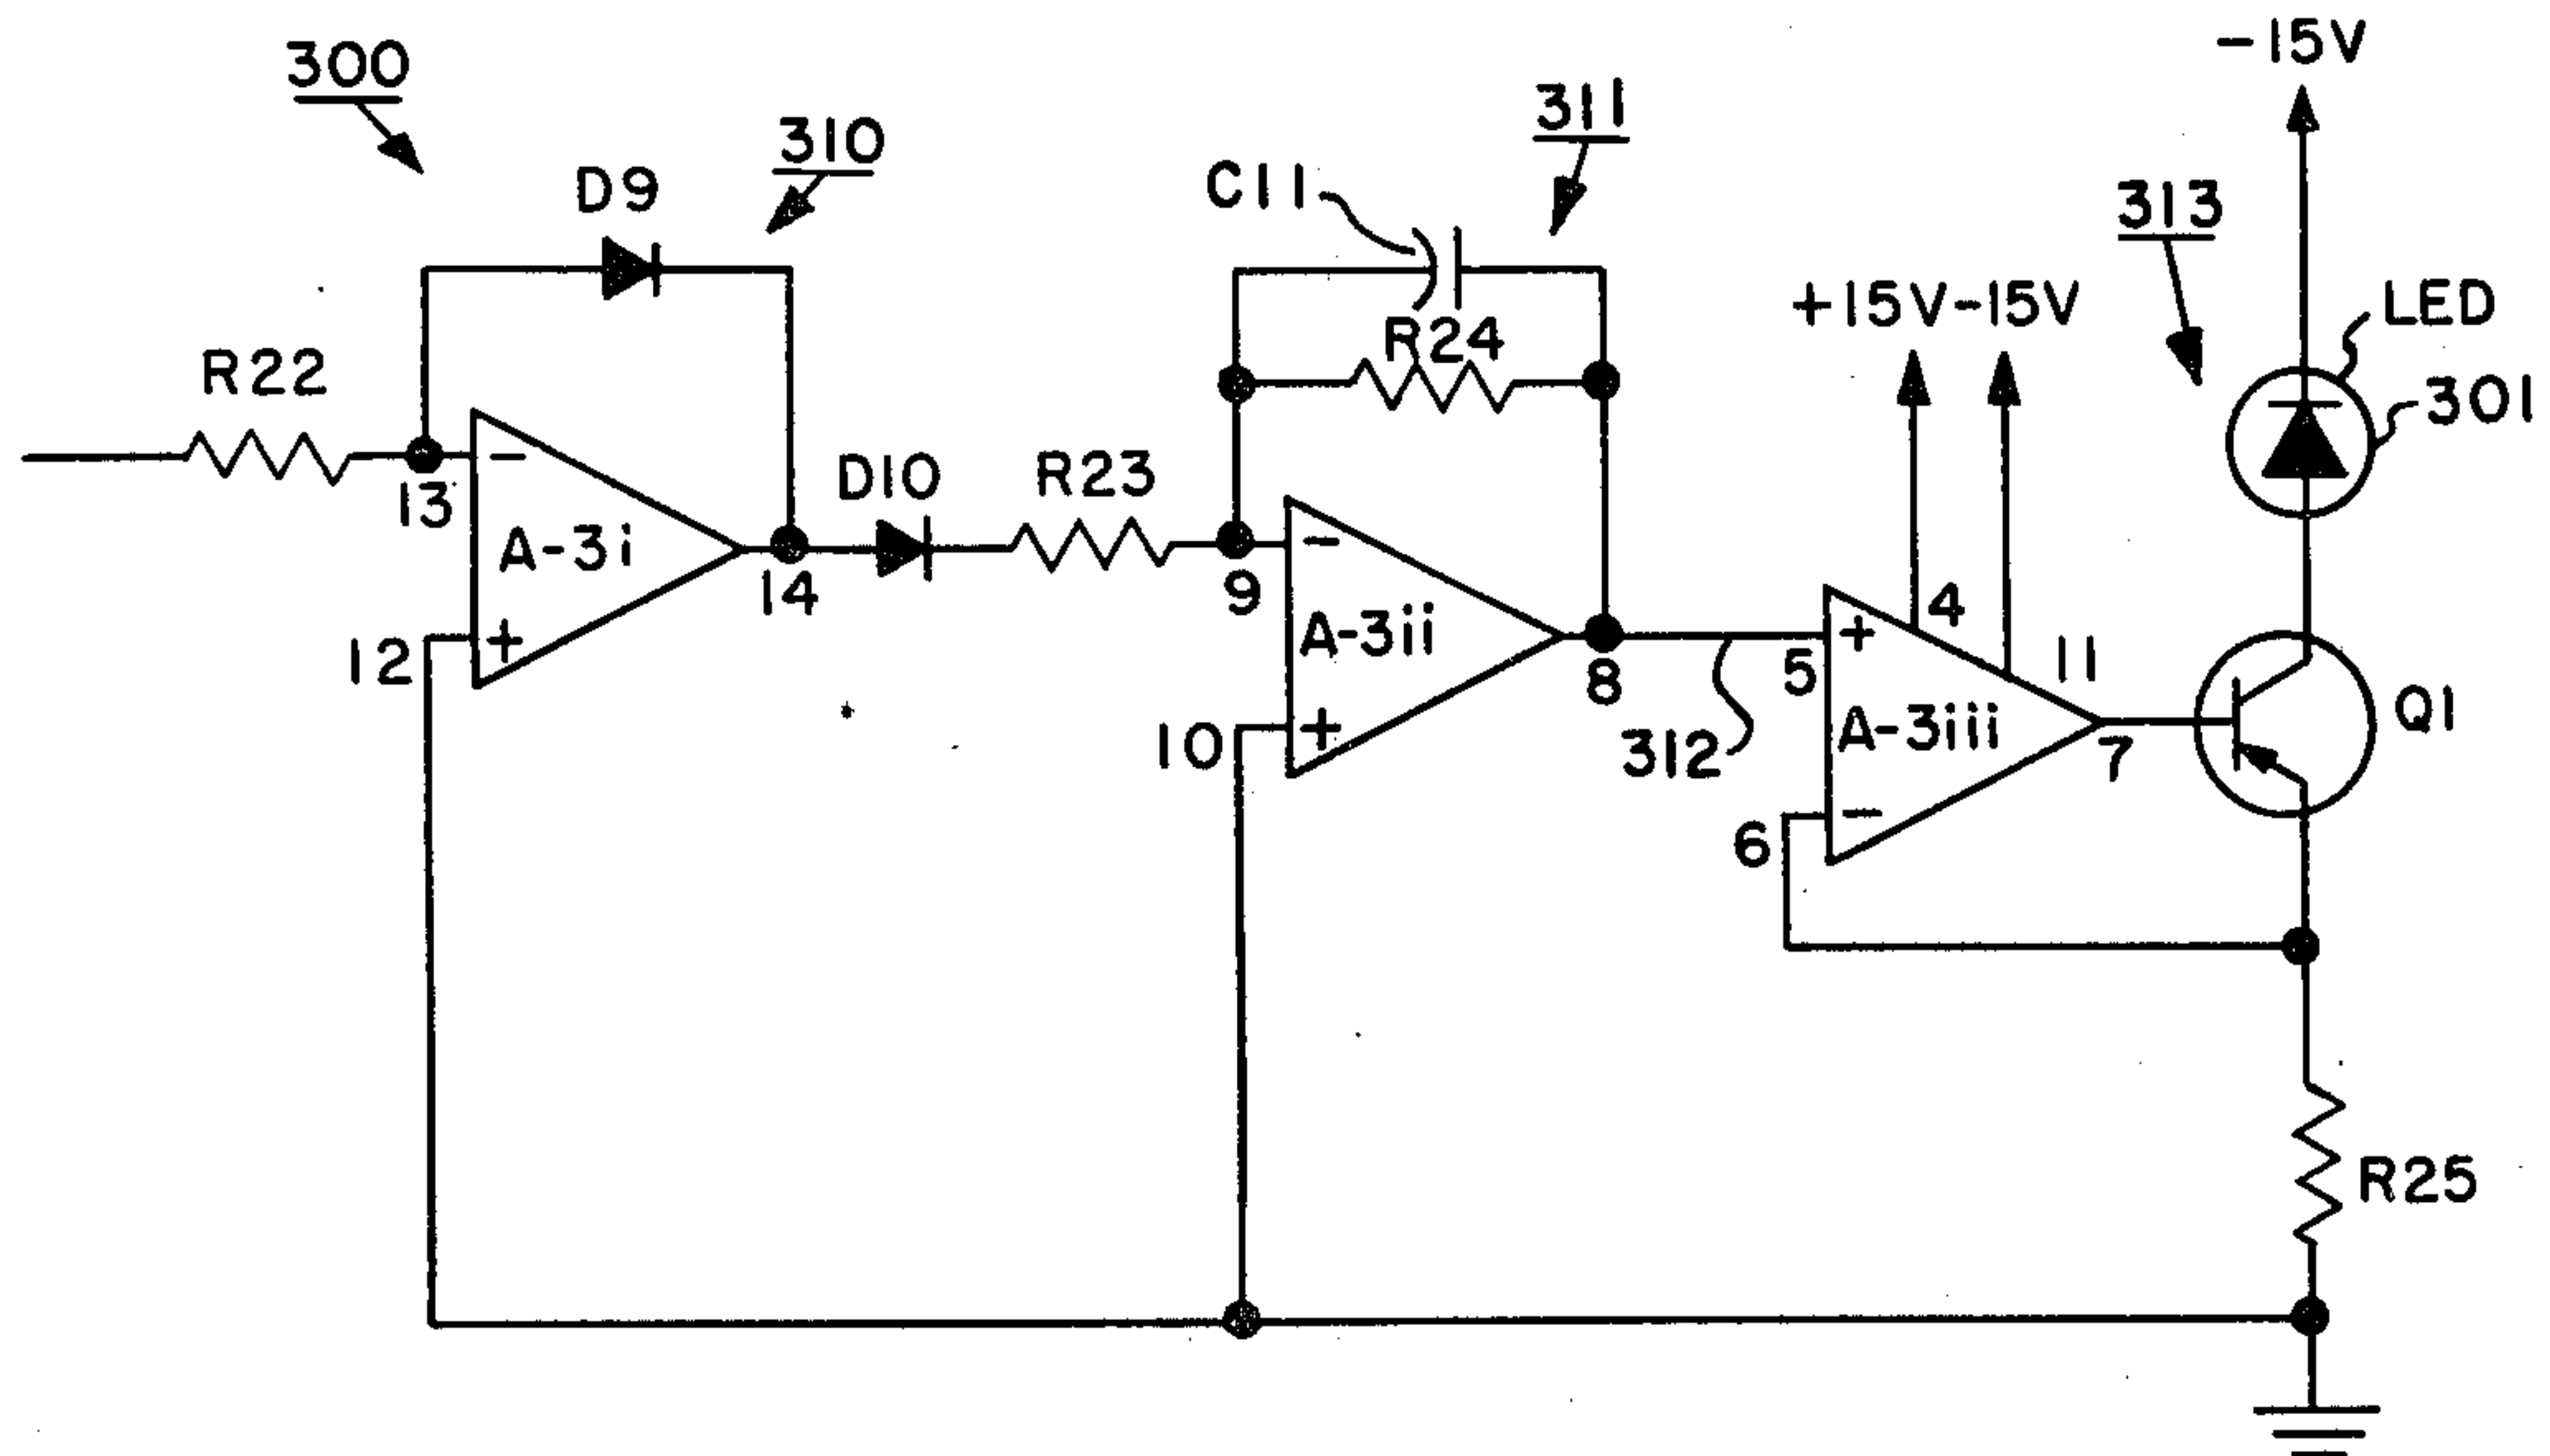 300
310
D9
311
C11
-15V
313
+15V-15V
LED
301
R22
R24
13
A-3i
D10
R23
14
12
9
A-3ii
8
10
4
11
5
A-3iii
312
7
Q1
6
R25
-
+
-
+
+
-